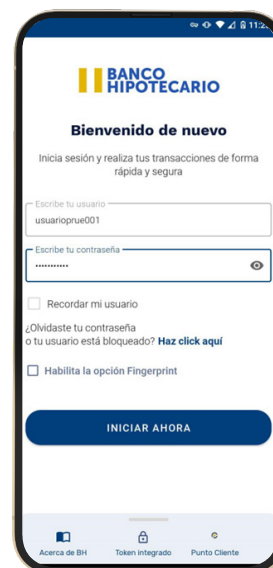 11:2
BANCO
HIPOTECARIO
Bienvenido de nuevo
Inicia sesión y realiza tus transacciones de forma
rápida y segura
Escribe tu usuario
usuarioprue001
Escribe tu contraseña
•••••••••••
Recordar mi usuario
¿Olvidaste tu contraseña
o tu usuario está bloqueado? Haz click aquí
Habilita la opción Fingerprint
INICIAR AHORA
Acerca de BH
Token integrado
Punto Cliente